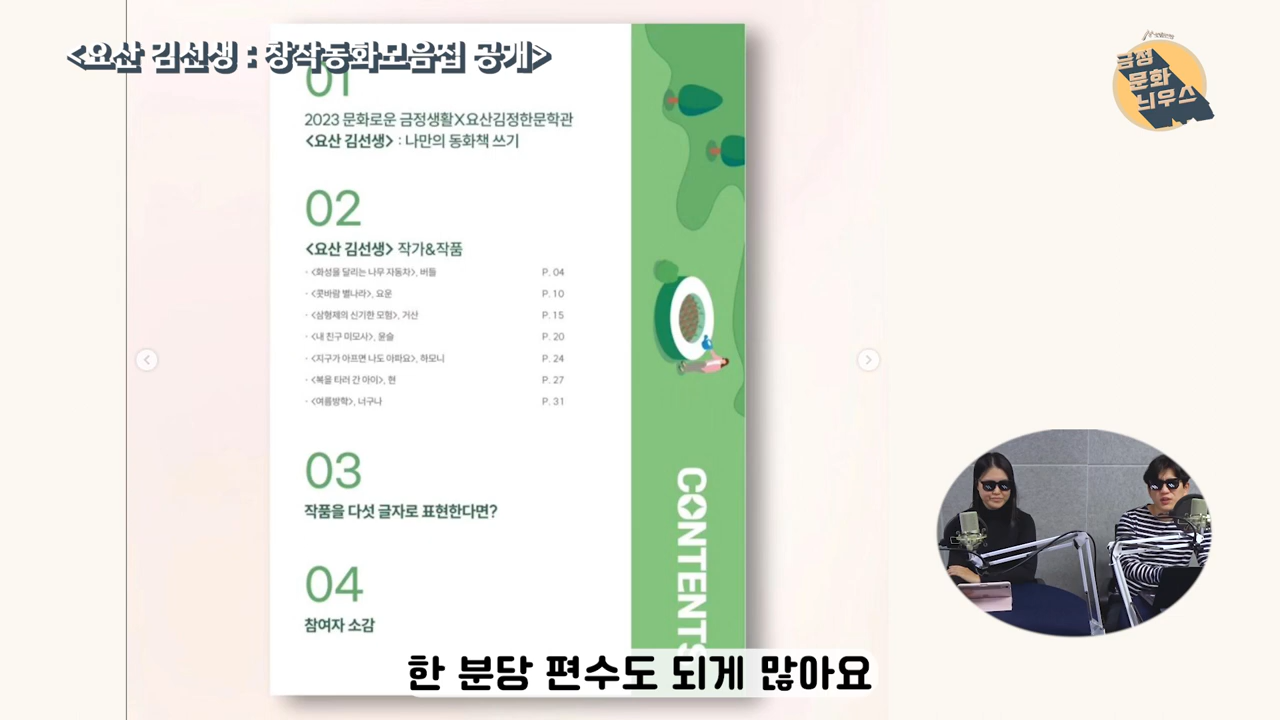 <요산 김선생 : 창작동화모음집 공개>
금정
문화
늬우스
01
2023 문화로운 금정생활X요산김정한문학관
<요산 김선생> : 나만의 동화책 쓰기
02
<요산 김선생> 작가&작품
· <화성을 달리는 나무 자동차>, 버들 P. 04
· <콧바람 별나라>, 요운 P. 10
· <삼형제의 신기한 모험>, 거산 P. 15
· <내 친구 미모사>, 윤슬 P. 20
· <지구가 아프면 나도 아파요>, 하모니 P. 24
· <복을 타러 간 아이>, 현 P. 27
· <여름방학>, 너구나 P. 31
03
작품을 다섯 글자로 표현한다면?
04
참여자 소감
CONTENTS
한 분당 편수도 되게 많아요